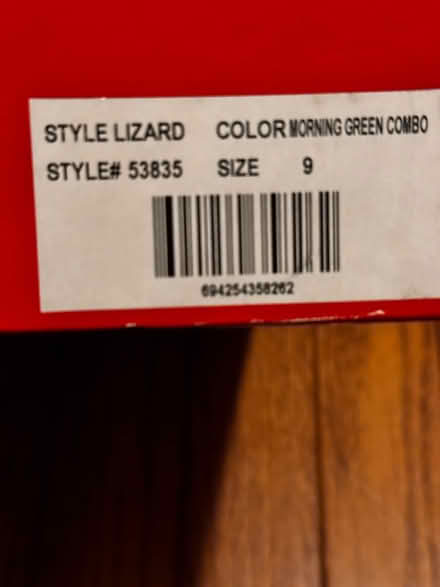 STYLE LIZARD COLOR MORNING GREEN COMBO
STYLE# 53835 SIZE 9
694254358262